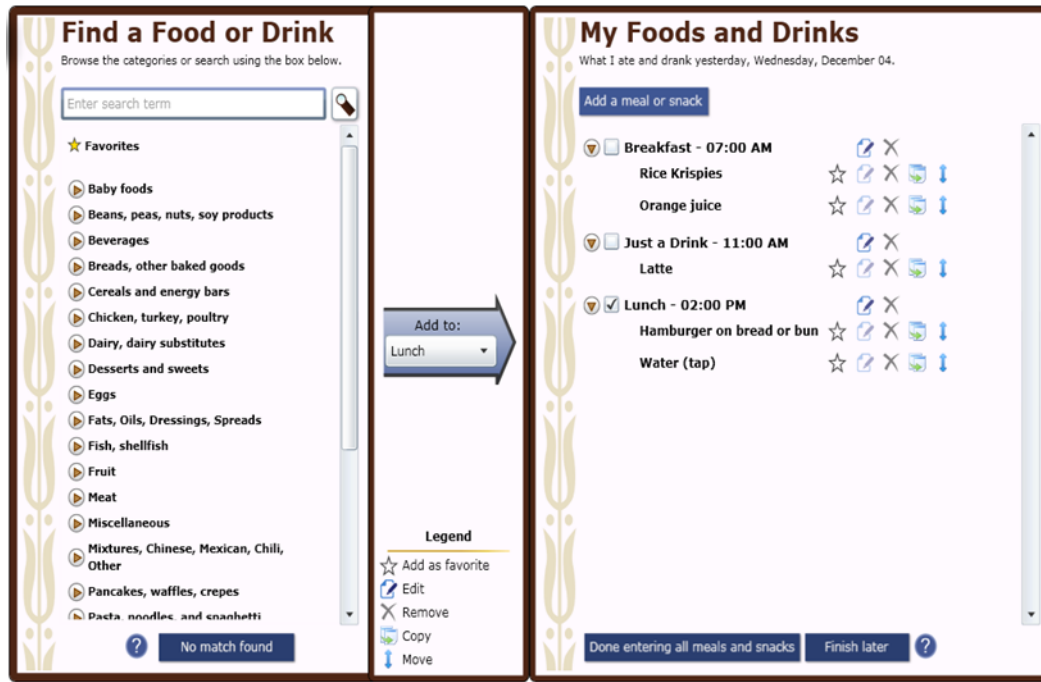 Find a Food or Drink
Browse the categories or search using the box below.
Enter search term
Favorites
Baby foods
Beans, peas, nuts, soy products
Beverages
Breads, other baked goods
Cereals and energy bars
Chicken, turkey, poultry
Dairy, dairy substitutes
Desserts and sweets
Eggs
Fats, Oils, Dressings, Spreads
Fish, shellfish
Fruit
Meat
Miscellaneous
Mixtures, Chinese, Mexican, Chili,
Other
Pancakes, waffles, crepes
Pasta, noodles, and spaghetti
? No match found
Add to:
Lunch
Legend
Add as favorite
Edit
Remove
Copy
Move
My Foods and Drinks
What I ate and drank yesterday, Wednesday, December 04.
Add a meal or snack
Breakfast - 07:00 AM
Rice Krispies
Orange juice
Just a Drink - 11:00 AM
Latte
Lunch - 02:00 PM
Hamburger on bread or bun
Water (tap)
Done entering all meals and snacks Finish later ?